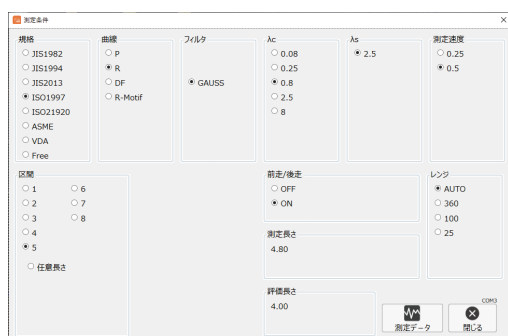 測定条件
規格
JIS1982
JIS1994
JIS2013
ISO1997
ISO21920
ASME
VDA
Free
曲線
P
R
DF
R-Motif
フィルタ
GAUSS
λc
0.08
0.25
0.8
2.5
8
λs
2.5
測定速度
0.25
0.5
区間
1
2
3
4
5
6
7
8
任意長さ
前走/後走
OFF
ON
測定長さ
4.80
評価長さ
4.00
レンジ
AUTO
360
100
25
COM3
測定データ
閉じる